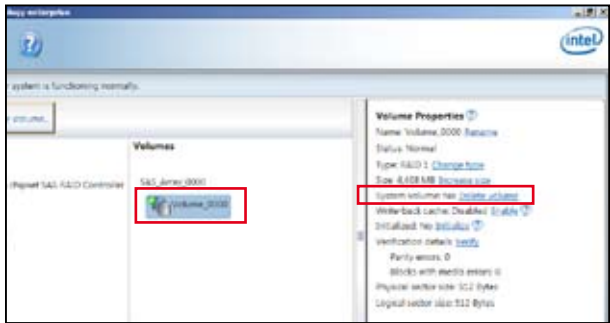 enterprise
intel
system is functioning normally.
volume.
Volumes
SAS RAID Controller
SAS_Array_0000
Volume_0000
Volume Properties
Name: Volume_0000 Rename
Status: Normal
Type: RAID 1 Change type
Size: 4,608 MB Increase size
System volume: No Delete volume
Write-back cache: Disabled Enable
Initialized: No Initialize
Verification details Verify
Parity errors: 0
Blocks with media errors: 0
Physical sector size: 512 Bytes
Logical sector size: 512 Bytes